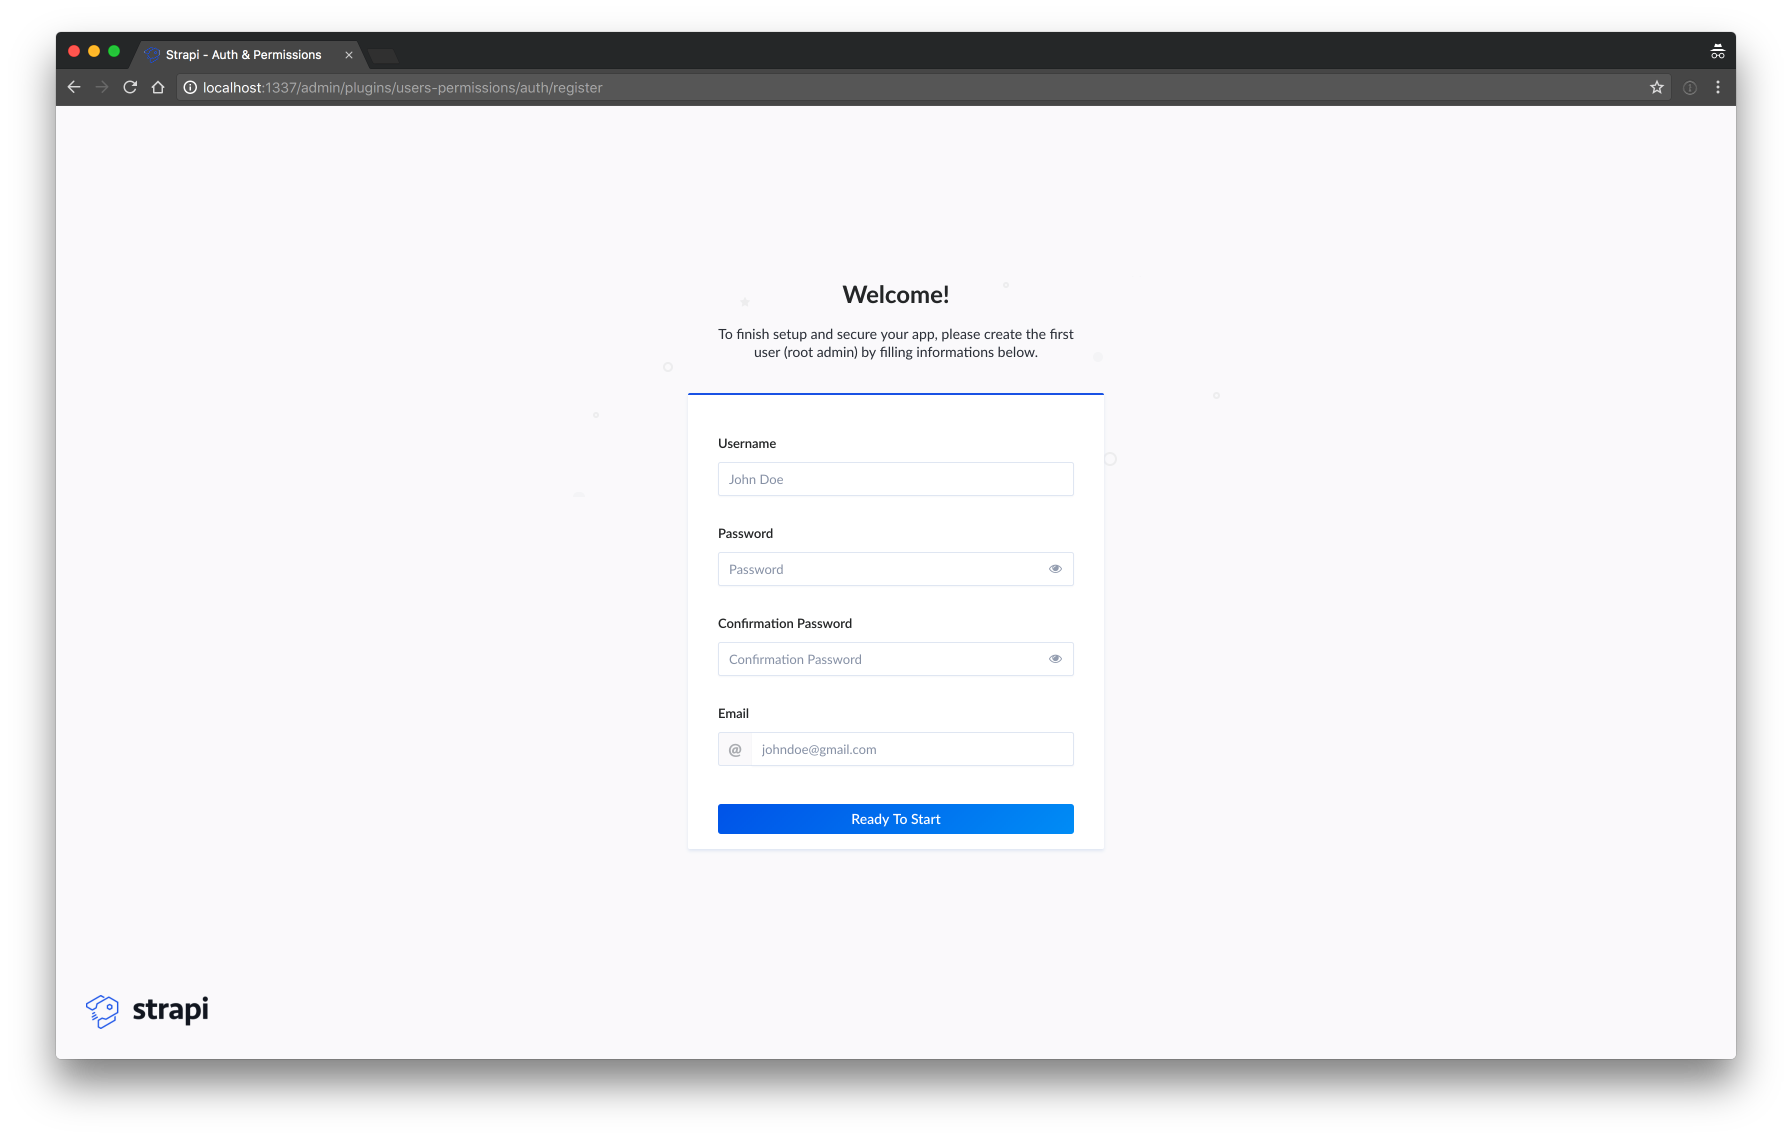 Strapi - Auth & Permissions
localhost:1337/admin/plugins/users-permissions/auth/register
Welcome!
To finish setup and secure your app, please create the first
user (root admin) by filling informations below.
Username
John Doe
Password
Password
Confirmation Password
Confirmation Password
Email
@ johndoe@gmail.com
Ready To Start
strapi